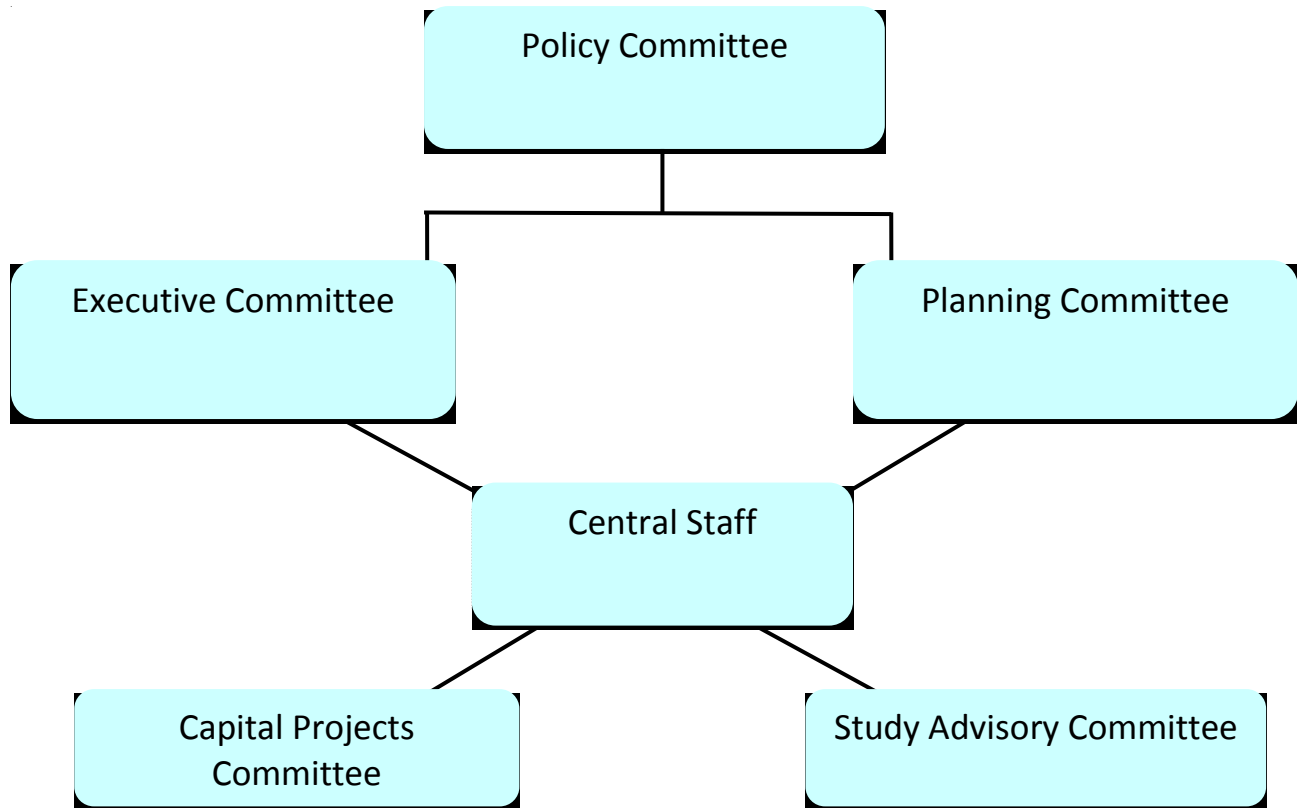 Policy Committee
Executive Committee
Planning Committee
Central Staff
Capital Projects
Committee
Study Advisory Committee